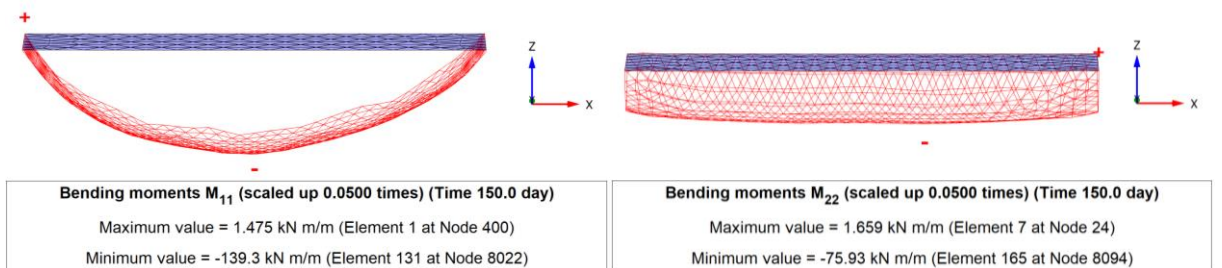 +
Z
X
-
Bending moments M11 (scaled up 0.0500 times) (Time 150.0 day)
Maximum value = 1.475 kN m/m (Element 1 at Node 400)
Minimum value = -139.3 kN m/m (Element 131 at Node 8022)
+
Z
X
-
Bending moments M22 (scaled up 0.0500 times) (Time 150.0 day)
Maximum value = 1.659 kN m/m (Element 7 at Node 24)
Minimum value = -75.93 kN m/m (Element 165 at Node 8094)